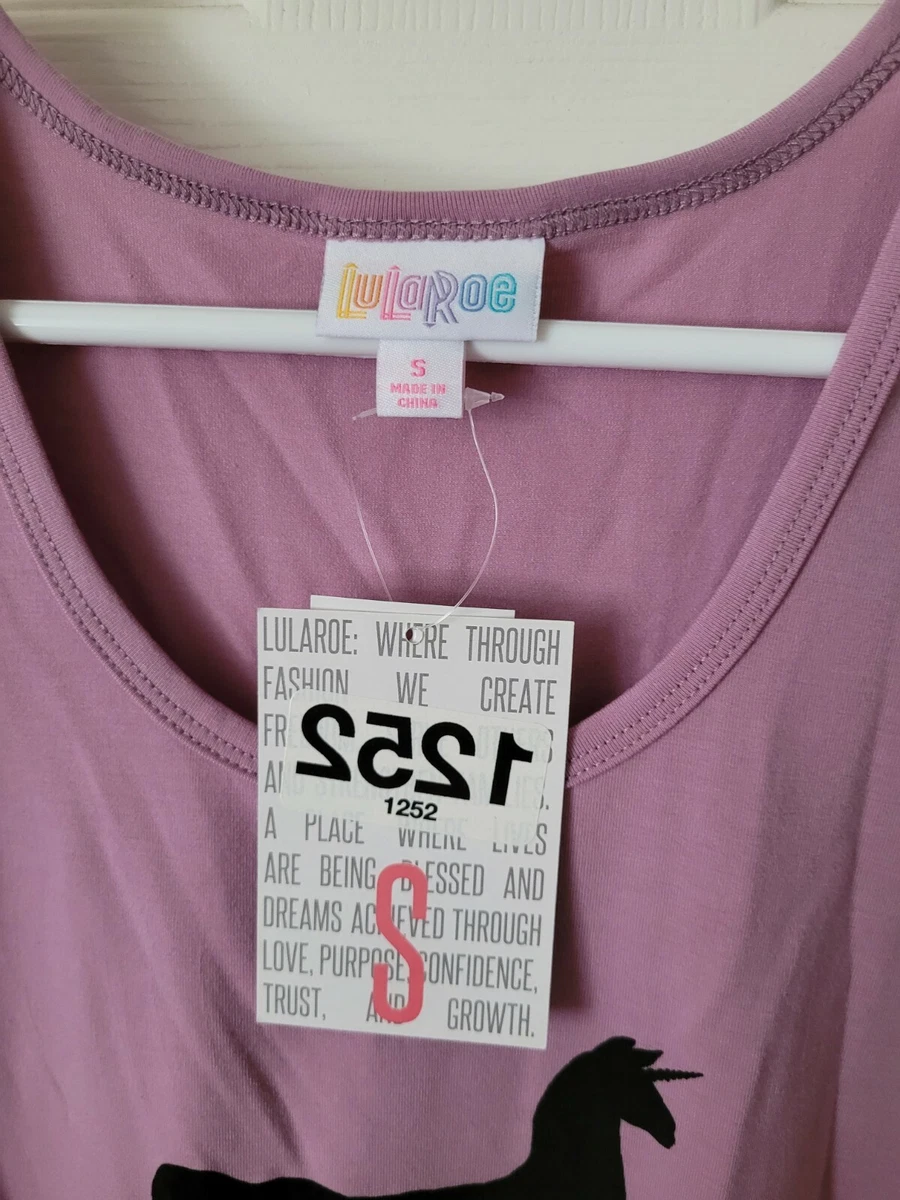 LuLaRoe
S
MADE IN
CHINA
LULAROE: WHERE THROUGH
FASHION WE CREATE
1252
1252
A PLACE WHERE LIVES
ARE BEING BLESSED AND
DREAMS ACHIEVED THROUGH
LOVE, PURPOSE, CONFIDENCE,
TRUST, AND GROWTH.
S